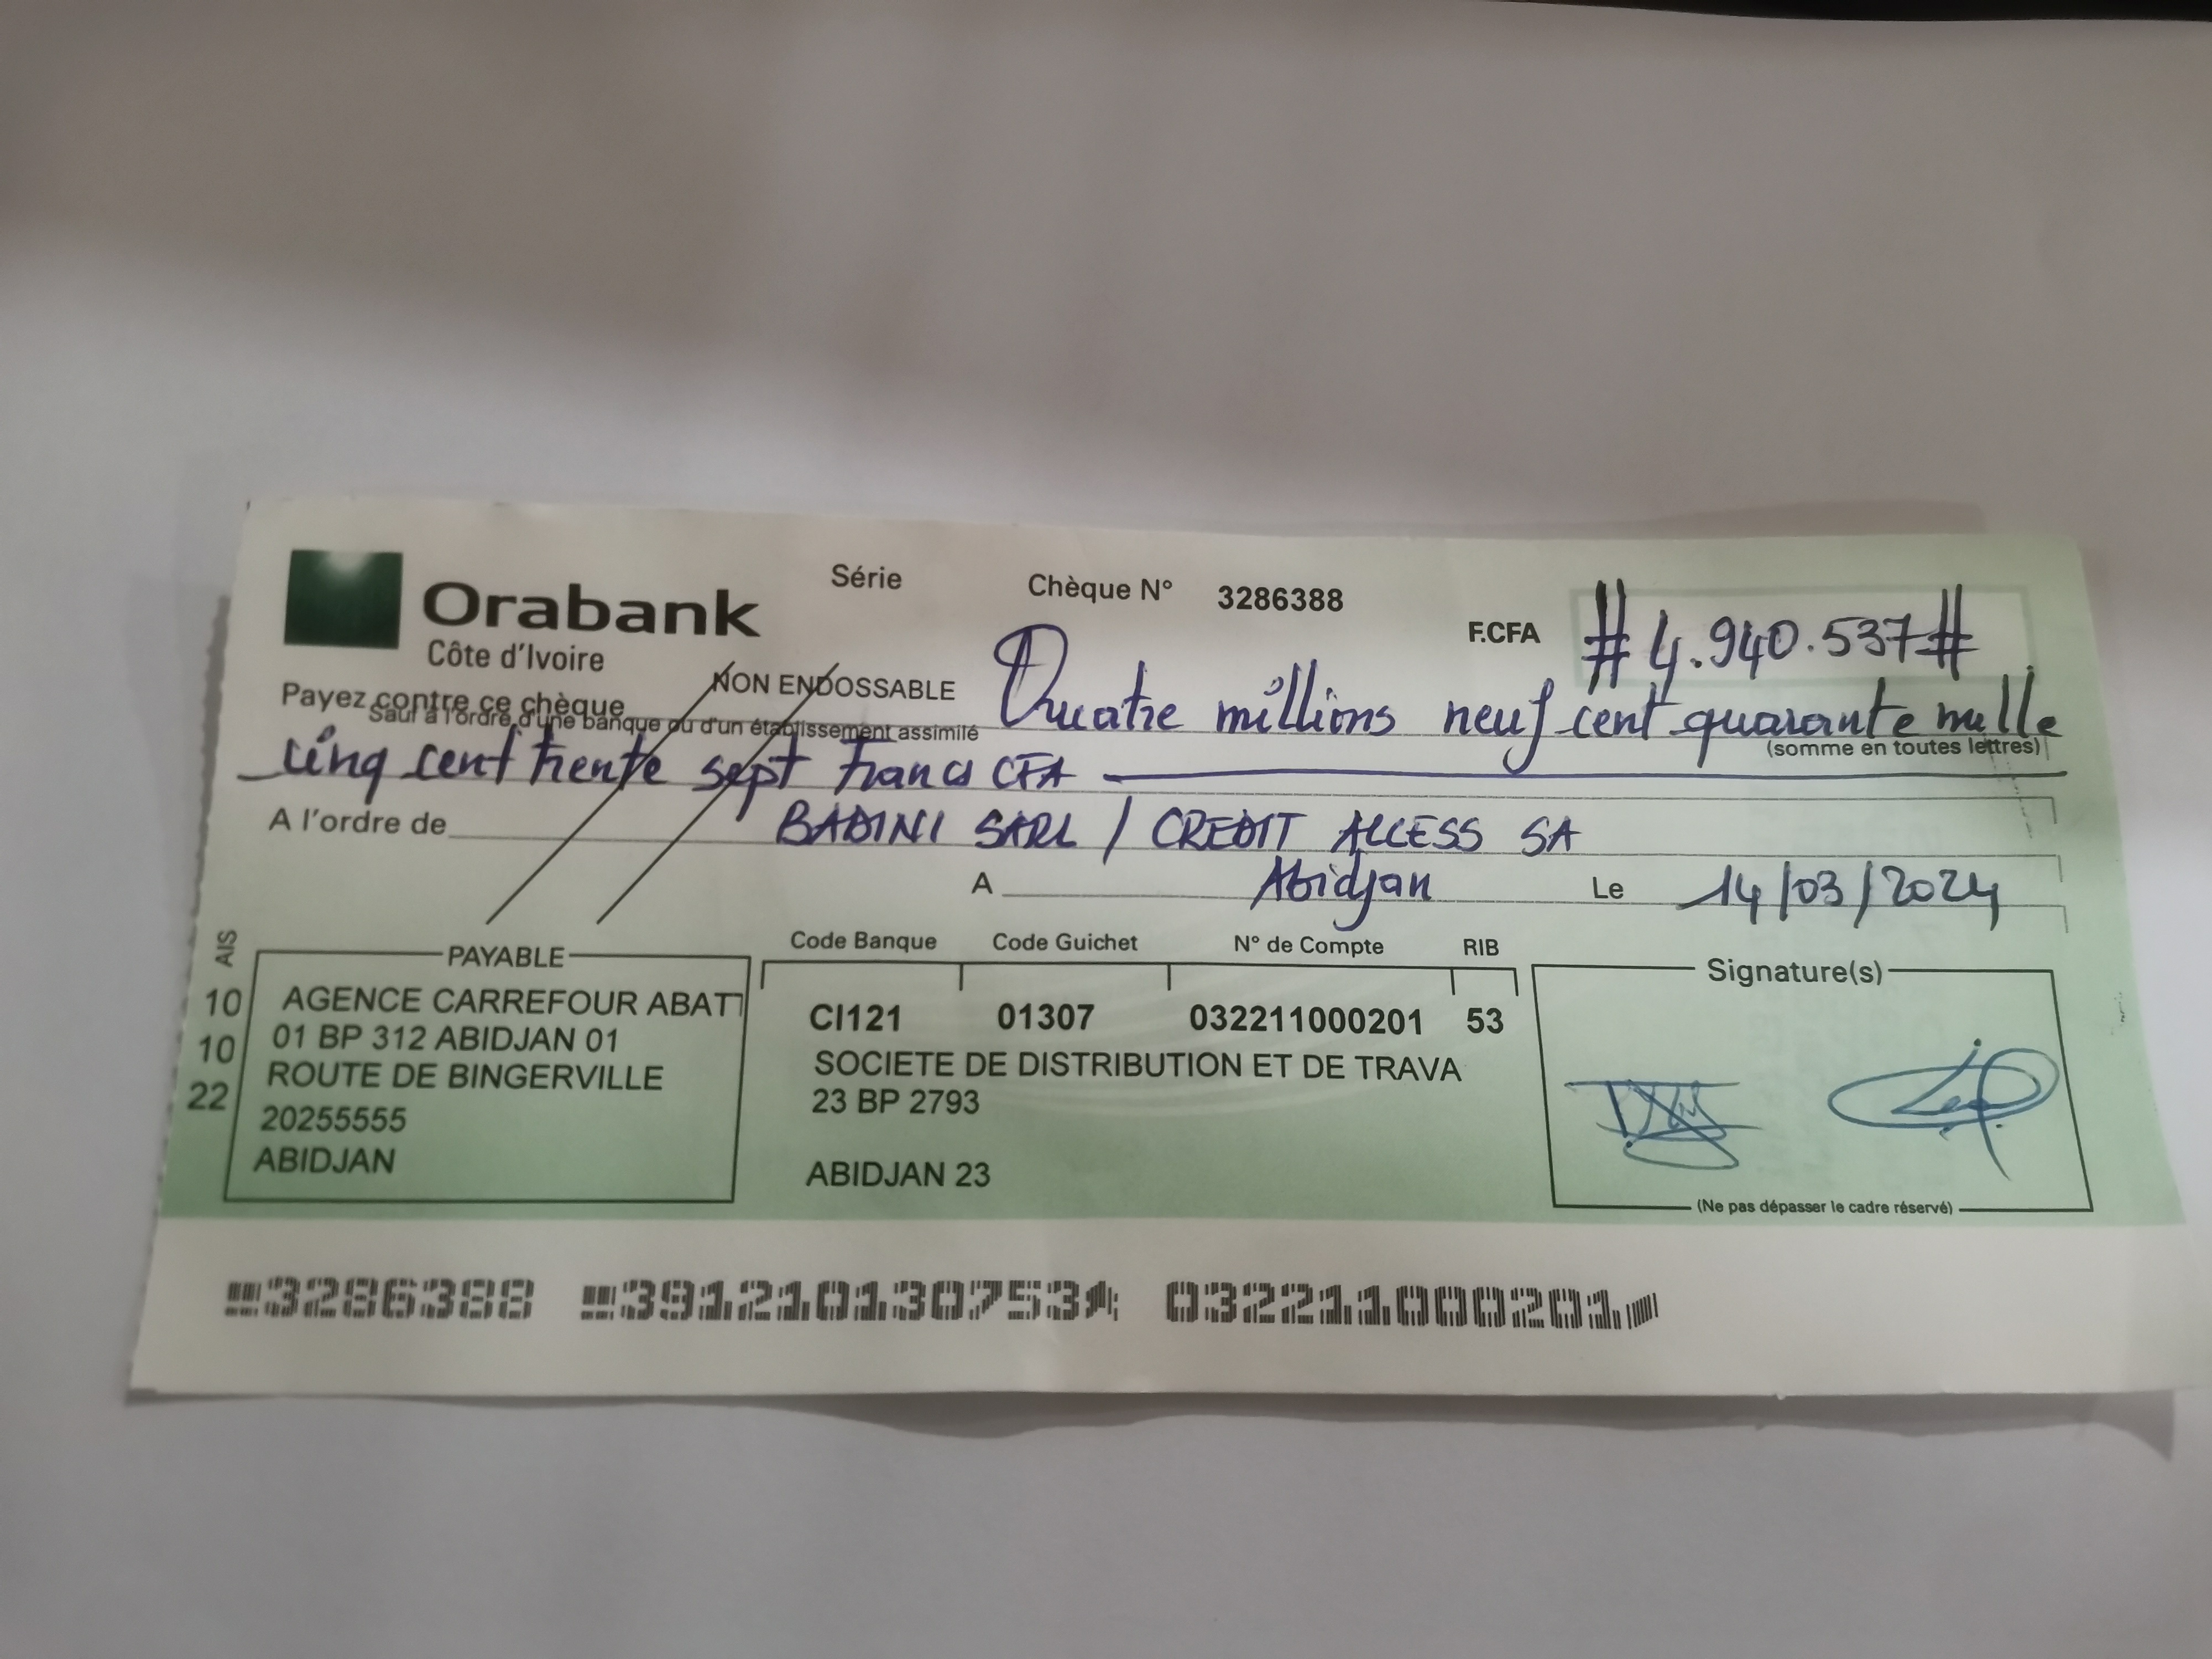 Orabank
Côte d'Ivoire
Série
Chèque N° 3286388
F.CFA #4.940.537#
NON ENDOSSABLE
Sauf à l'ordre d'une banque ou d'un établissement assimilé
Payez contre ce chèque Quatre millions neuf cent quarante mille
(somme en toutes lettres)
cinq cent trente sept Francs CFA
A l'ordre de BADINI SARL / CREDIT ACCESS SA
A Abidjan Le 14/03/2024
AIS
10
10
22
PAYABLE
AGENCE CARREFOUR ABAT
01 BP 312 ABIDJAN 01
ROUTE DE BINGERVILLE
20255555
ABIDJAN
Code Banque Code Guichet N° de Compte RIB
CI121 01307 032211000201 53
SOCIETE DE DISTRIBUTION ET DE TRAVA
23 BP 2793
ABIDJAN 23
Signature(s)
(Ne pas dépasser le cadre réservé)
3286388 391210130753 032211000201